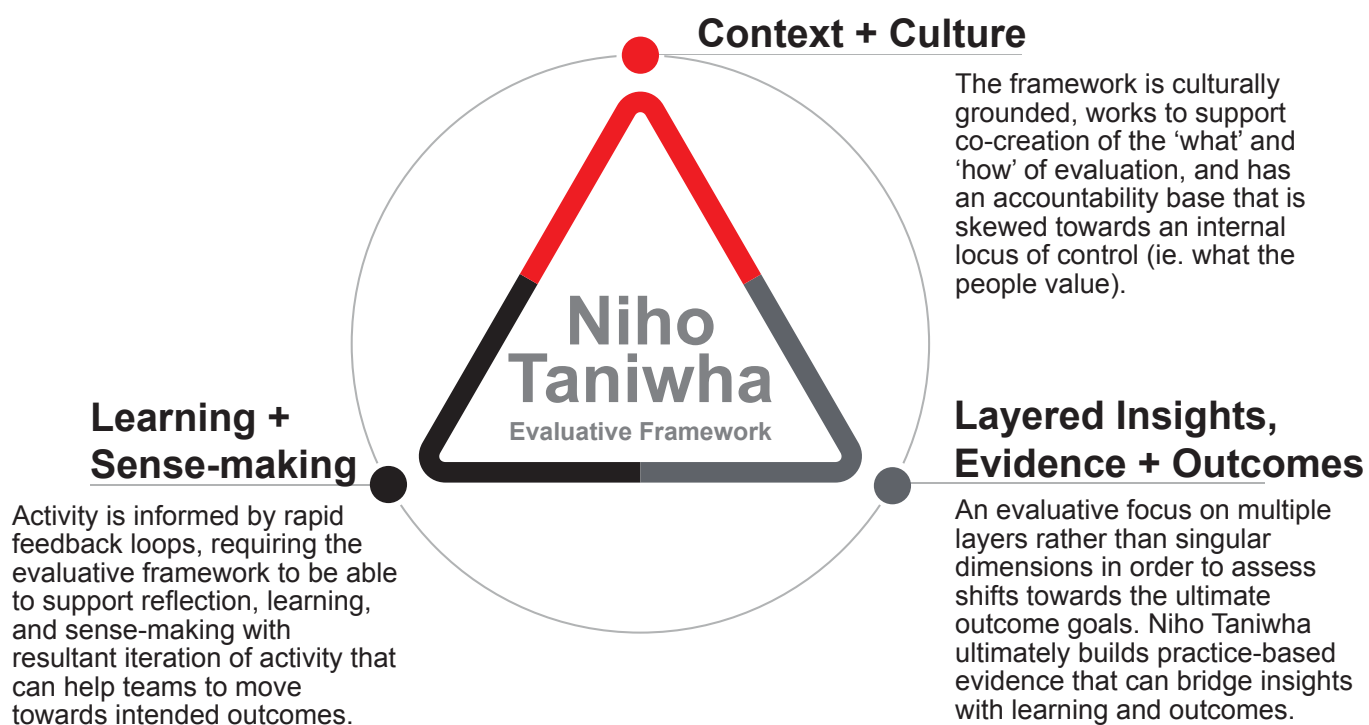 Context + Culture
The framework is culturally
grounded, works to support
co-creation of the ‘what’ and
‘how’ of evaluation, and has
an accountability base that is
skewed towards an internal
locus of control (ie. what the
people value).
Niho
Taniwha
Evaluative Framework
Learning +
Sense-making
Activity is informed by rapid
feedback loops, requiring the
evaluative framework to be able
to support reflection, learning,
and sense-making with
resultant iteration of activity that
can help teams to move
towards intended outcomes.
Layered Insights,
Evidence + Outcomes
An evaluative focus on multiple
layers rather than singular
dimensions in order to assess
shifts towards the ultimate
outcome goals. Niho Taniwha
ultimately builds practice-based
evidence that can bridge insights
with learning and outcomes.